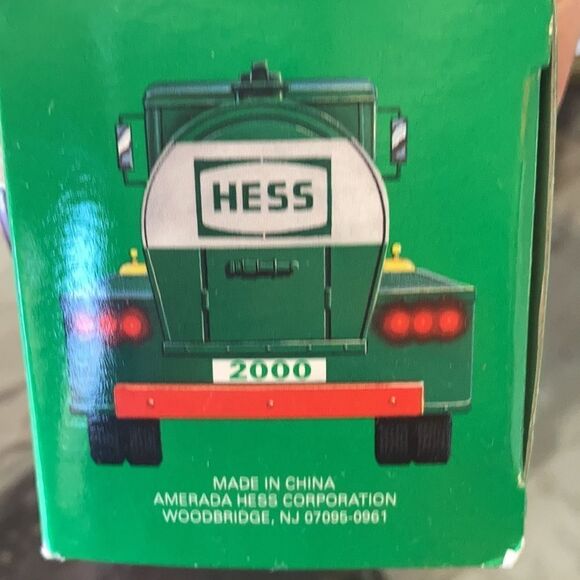 HESS
2000
MADE IN CHINA
AMERADA HESS CORPORATION
WOODBRIDGE, NJ 07095-0961